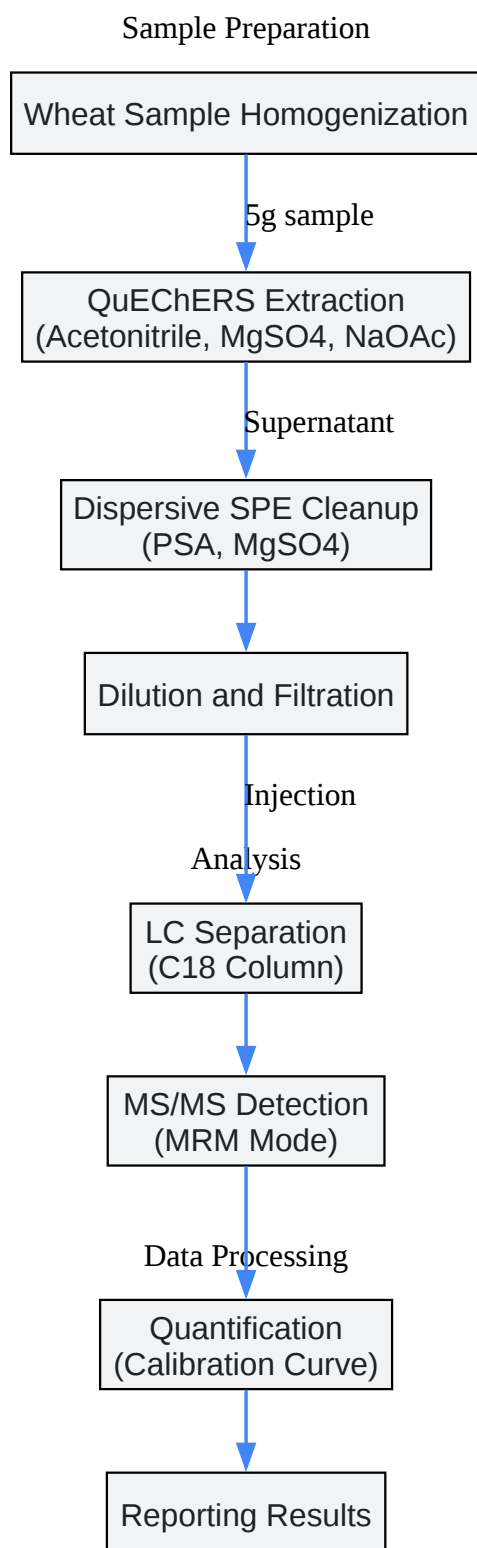 Sample Preparation
Wheat Sample Homogenization
5g sample
QuEChERS Extraction
(Acetonitrile, MgSO4, NaOAc)
Supernatant
Dispersive SPE Cleanup
(PSA, MgSO4)
Dilution and Filtration
Injection
Analysis
LC Separation
(C18 Column)
MS/MS Detection
(MRM Mode)
Data Processing
Quantification
(Calibration Curve)
Reporting Results